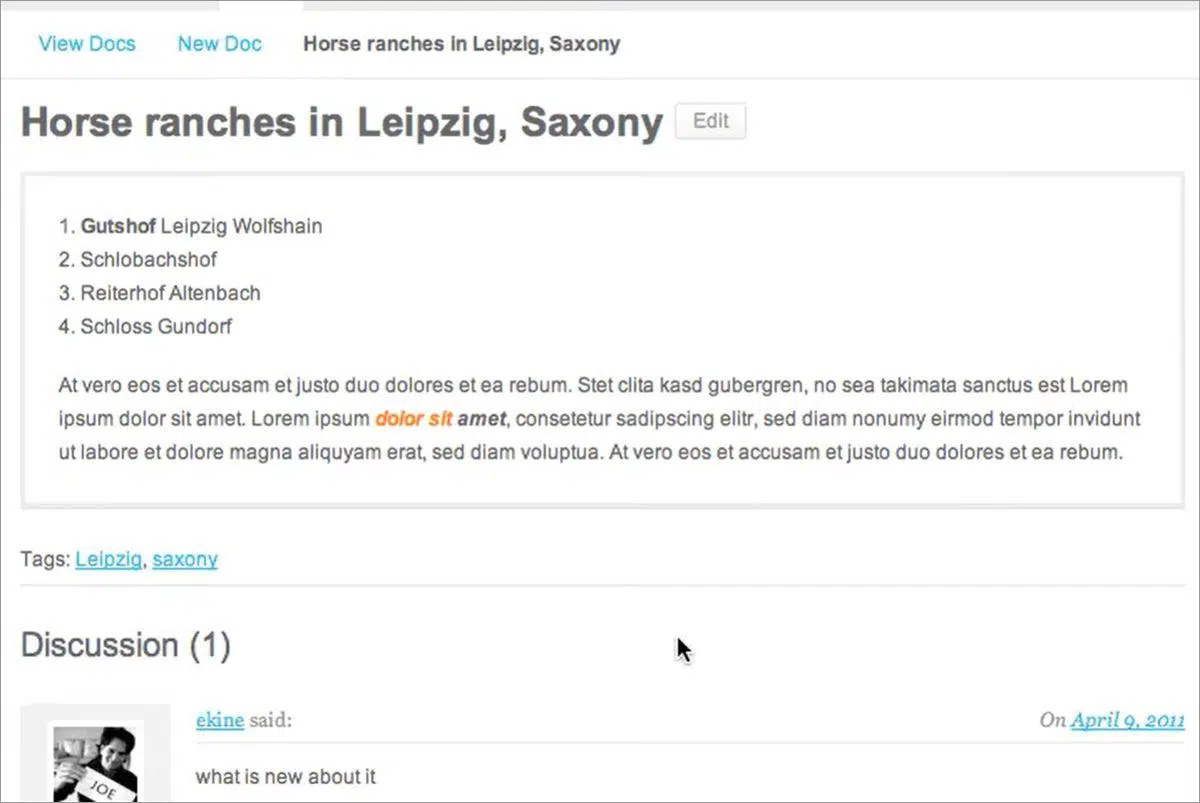 View Docs New Doc Horse ranches in Leipzig, Saxony
Horse ranches in Leipzig, Saxony Edit
1. Gutshof Leipzig Wolfshain
2. Schlobachshof
3. Reiterhof Altenbach
4. Schloss Gundorf
At vero eos et accusam et justo duo dolores et ea rebum. Stet clita kasd gubergren, no sea takimata sanctus est Lorem
ipsum dolor sit amet. Lorem ipsum dolor sit amet, consetetur sadipscing elitr, sed diam nonumy eirmod tempor invidunt
ut labore et dolore magna aliquyam erat, sed diam voluptua. At vero eos et accusam et justo duo dolores et ea rebum.
Tags: Leipzig, saxony
Discussion (1)
ekine said: On April 9, 2011
what is new about it
JOE